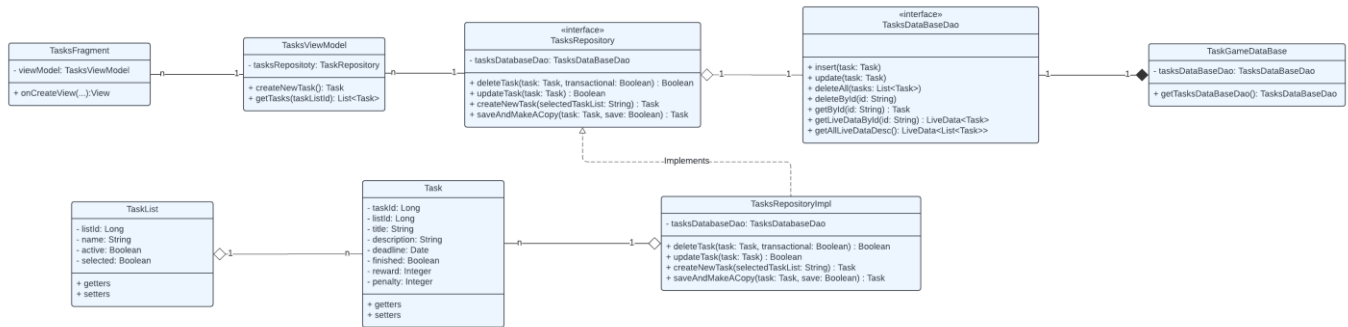 TasksFragment
- viewModel: TasksViewModel
+ onCreateView(...):View
n
1
TasksViewModel
- tasksRepository: TaskRepository
+ createNewTask(): Task
+ getTasks(taskListId): List<Task>
n
1
«interface»
TasksRepository
- tasksDatabaseDao: TasksDataBaseDao
+ deleteTask(task: Task, transactional: Boolean) : Boolean
+ updateTask(task: Task) : Boolean
+ createNewTask(selectedTaskList: String) : Task
+ saveAndMakeACopy(task: Task, save: Boolean) : Task
1
1
«interface»
TasksDataBaseDao
+ insert(task: Task)
+ update(task: Task)
+ deleteAll(tasks: List<Task>)
+ deleteById(id: String)
+ getById(id: String) : Task
+ getLiveDataById(id: String) : LiveData<Task>
+ getAllLiveDataDesc(): LiveData<List<Task>>
1
1
TaskGameDataBase
- tasksDataBaseDao: TasksDataBaseDao
+ getTasksDataBaseDao(): TasksDataBaseDao
Implements
TaskList
- listId: Long
- name: String
- active: Boolean
- selected: Boolean
+ getters
+ setters
1
n
Task
- taskId: Long
- listId: Long
- title: String
- description: String
- deadline: Date
- finished: Boolean
- reward: Integer
- penalty: Integer
+ getters
+ setters
n
1
TasksRepositoryImpl
- tasksDatabaseDao: TasksDatabaseDao
+ deleteTask(task: Task, transactional: Boolean) : Boolean
+ updateTask(task: Task) : Boolean
+ createNewTask(selectedTaskList: String) : Task
+ saveAndMakeACopy(task: Task, save: Boolean) : Task